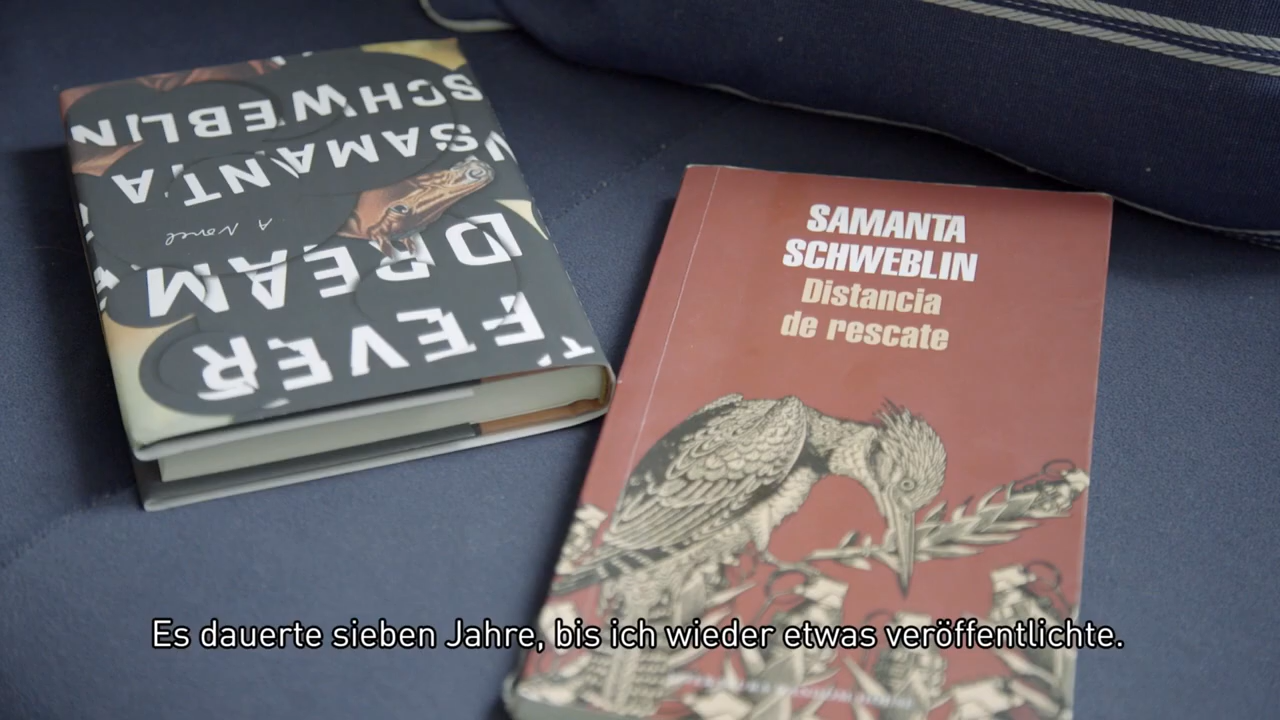 FEVER
DREAM
A Novel
SAMANTA
SCHWEBLIN
SAMANTA
SCHWEBLIN
Distancia
de rescate
Es dauerte sieben Jahre, bis ich wieder etwas veröffentlichte.